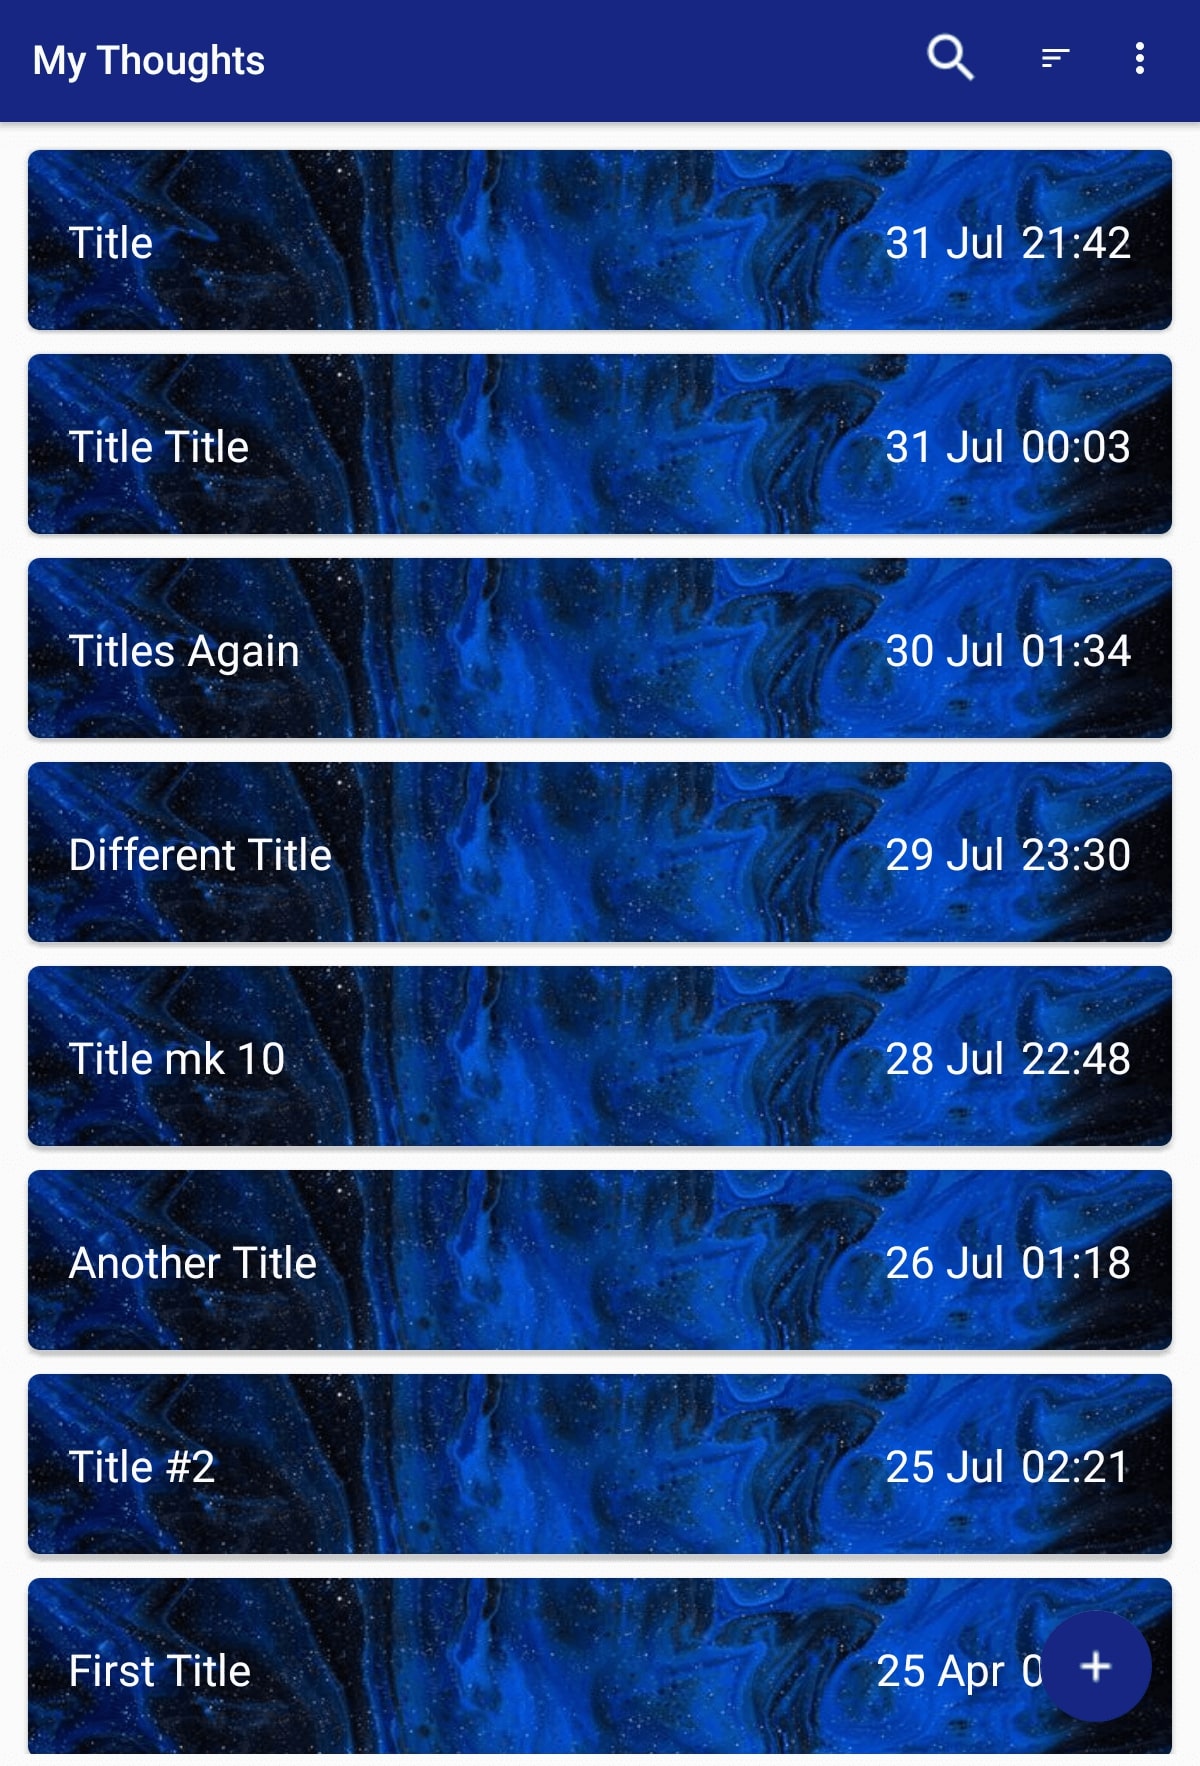 My Thoughts
Title 31 Jul 21:42
Title Title 31 Jul 00:03
Titles Again 30 Jul 01:34
Different Title 29 Jul 23:30
Title mk 10 28 Jul 22:48
Another Title 26 Jul 01:18
Title #2 25 Jul 02:21
First Title 25 Apr